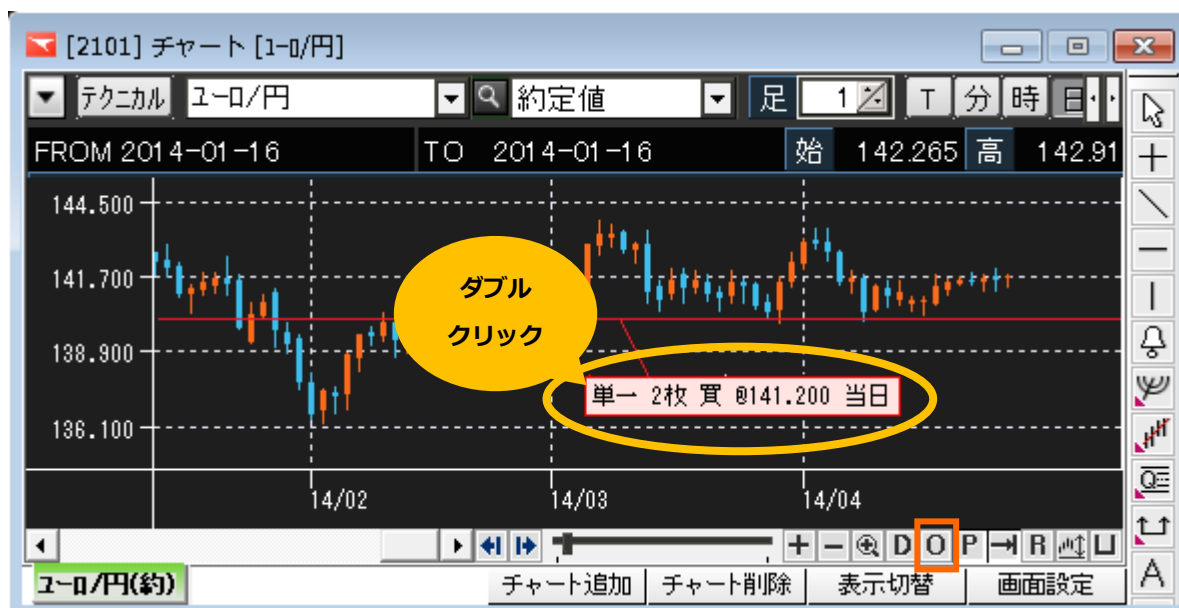 [2101] チャート [ﾕｰﾛ/円]
テクニカル ﾕｰﾛ/円 約定値 足 1 T 分 時 日
FROM 2014-01-16 TO 2014-01-16 始 142.265 高 142.91
144.500
141.700
138.900
136.100
ダブル
クリック
単一 2枚 買 @141.200 当日
14/02 14/03 14/04
D O P R
ﾕｰﾛ/円(約) チャート追加 チャート削除 表示切替 画面設定
A